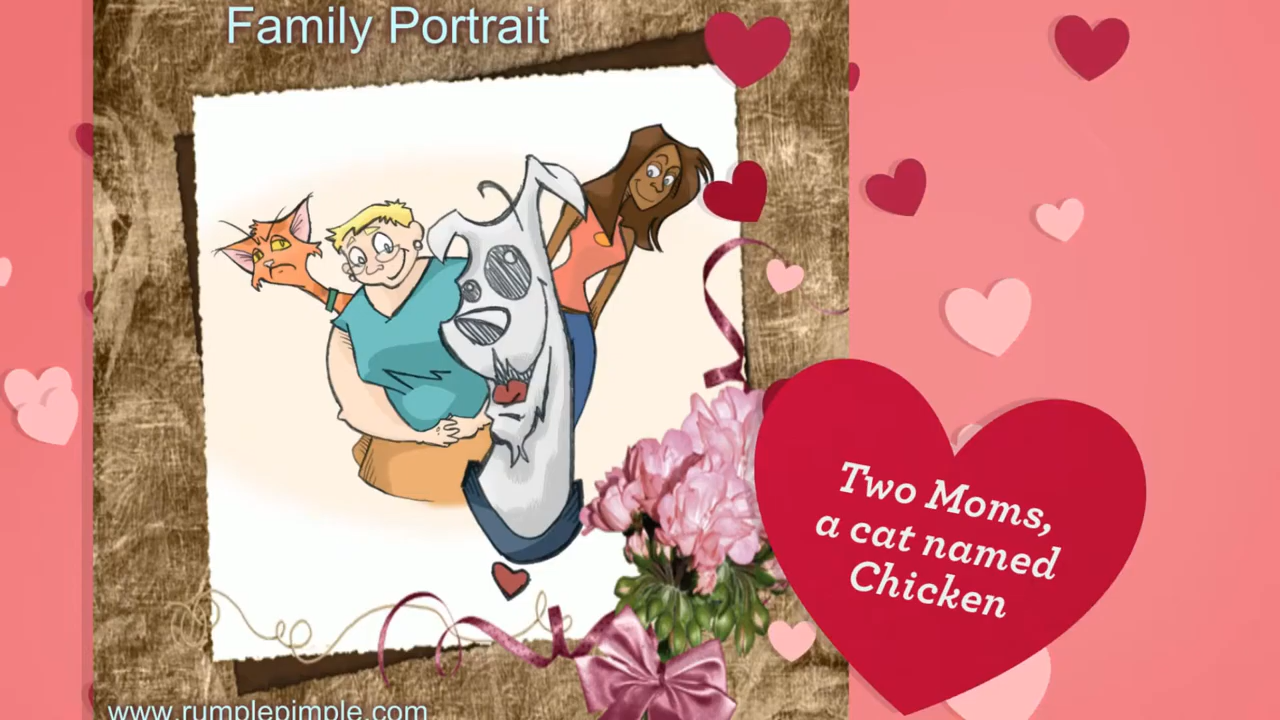 Family Portrait
Two Moms,
a cat named
Chicken
www.rumplepimple.com